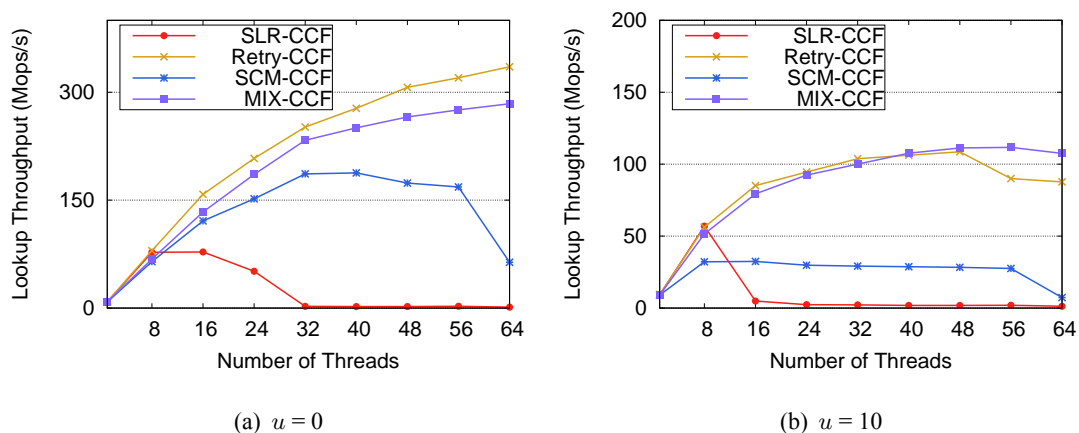 Lookup Throughput (Mops/s)
300
150
0
SLR-CCF
Retry-CCF
SCM-CCF
MIX-CCF
8 16 24 32 40 48 56 64
Number of Threads
(a) u = 0
Lookup Throughput (Mops/s)
200
150
100
50
0
SLR-CCF
Retry-CCF
SCM-CCF
MIX-CCF
8 16 24 32 40 48 56 64
Number of Threads
(b) u = 10